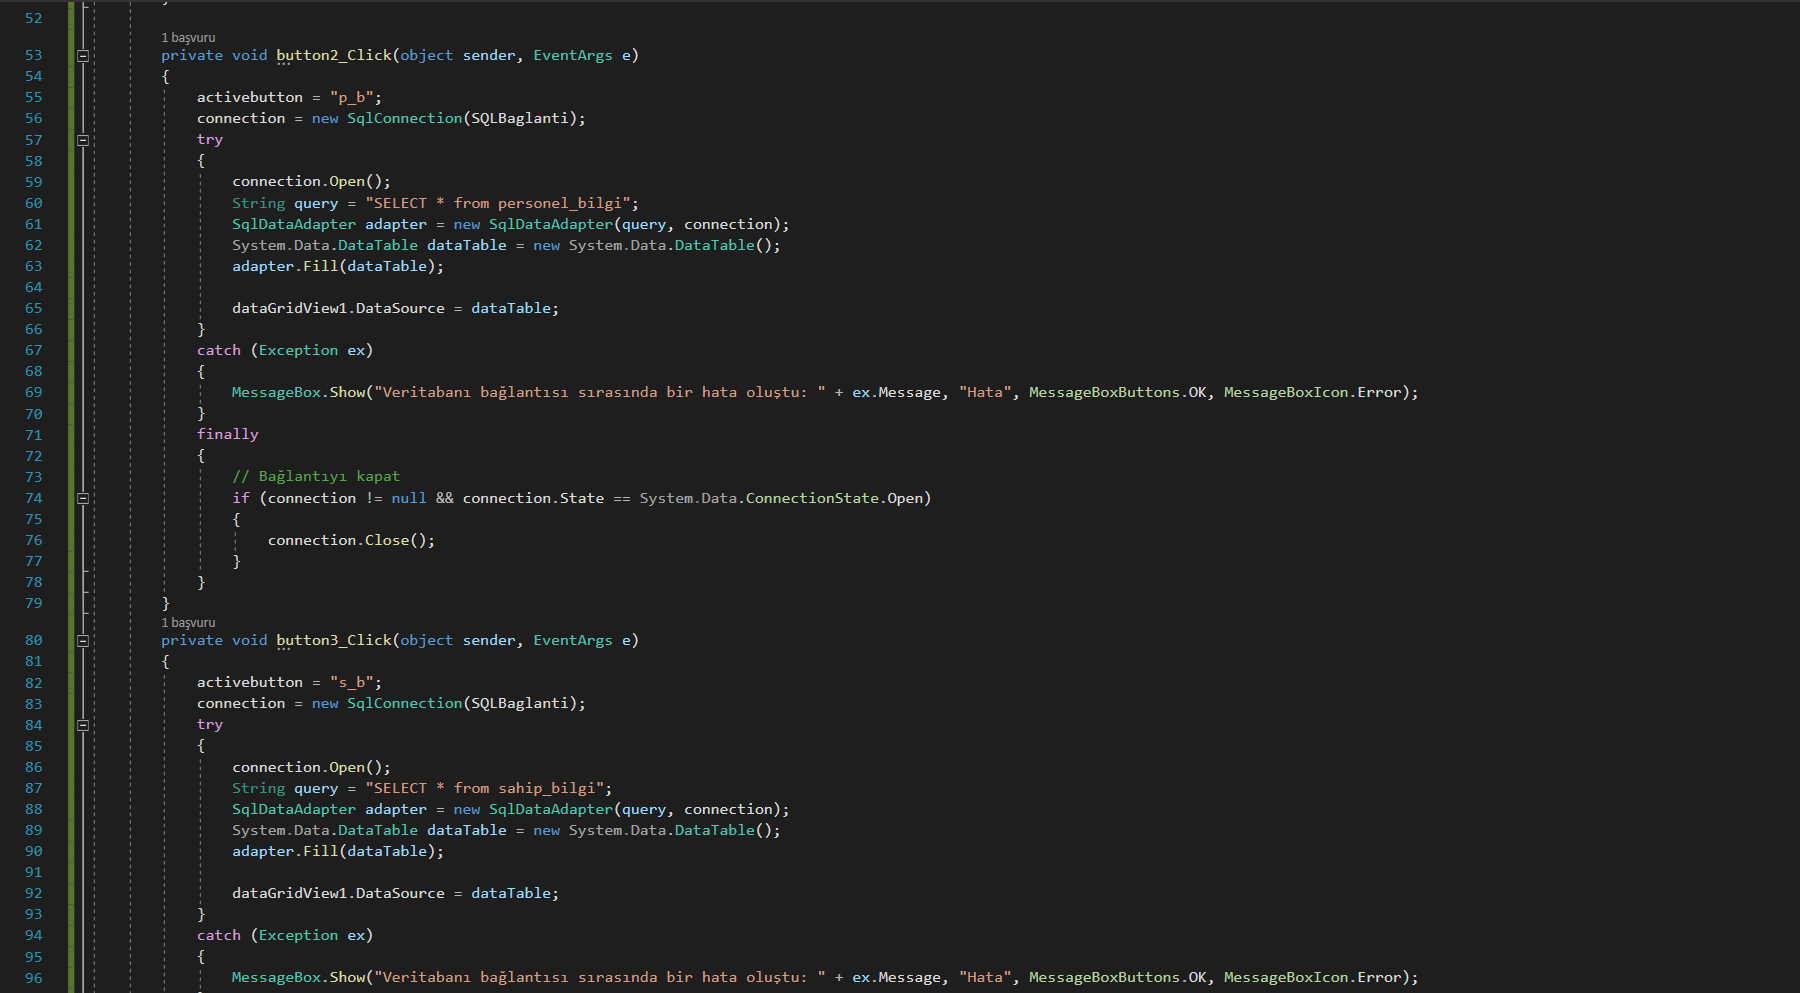 52
1 başvuru
53 private void button2_Click(object sender, EventArgs e)
54 {
55 activebutton = "p_b";
56 connection = new SqlConnection(SQLBaglanti);
57 try
58 {
59 connection.Open();
60 String query = "SELECT * from personel_bilgi";
61 SqlDataAdapter adapter = new SqlDataAdapter(query, connection);
62 System.Data.DataTable dataTable = new System.Data.DataTable();
63 adapter.Fill(dataTable);
64
65 dataGridView1.DataSource = dataTable;
66 }
67 catch (Exception ex)
68 {
69 MessageBox.Show("Veritabanı bağlantısı sırasında bir hata oluştu: " + ex.Message, "Hata", MessageBoxButtons.OK, MessageBoxIcon.Error);
70 }
71 finally
72 {
73 // Bağlantıyı kapat
74 if (connection != null && connection.State == System.Data.ConnectionState.Open)
75 {
76 connection.Close();
77 }
78 }
79 }
1 başvuru
80 private void button3_Click(object sender, EventArgs e)
81 {
82 activebutton = "s_b";
83 connection = new SqlConnection(SQLBaglanti);
84 try
85 {
86 connection.Open();
87 String query = "SELECT * from sahip_bilgi";
88 SqlDataAdapter adapter = new SqlDataAdapter(query, connection);
89 System.Data.DataTable dataTable = new System.Data.DataTable();
90 adapter.Fill(dataTable);
91
92 dataGridView1.DataSource = dataTable;
93 }
94 catch (Exception ex)
95 {
96 MessageBox.Show("Veritabanı bağlantısı sırasında bir hata oluştu: " + ex.Message, "Hata", MessageBoxButtons.OK, MessageBoxIcon.Error);